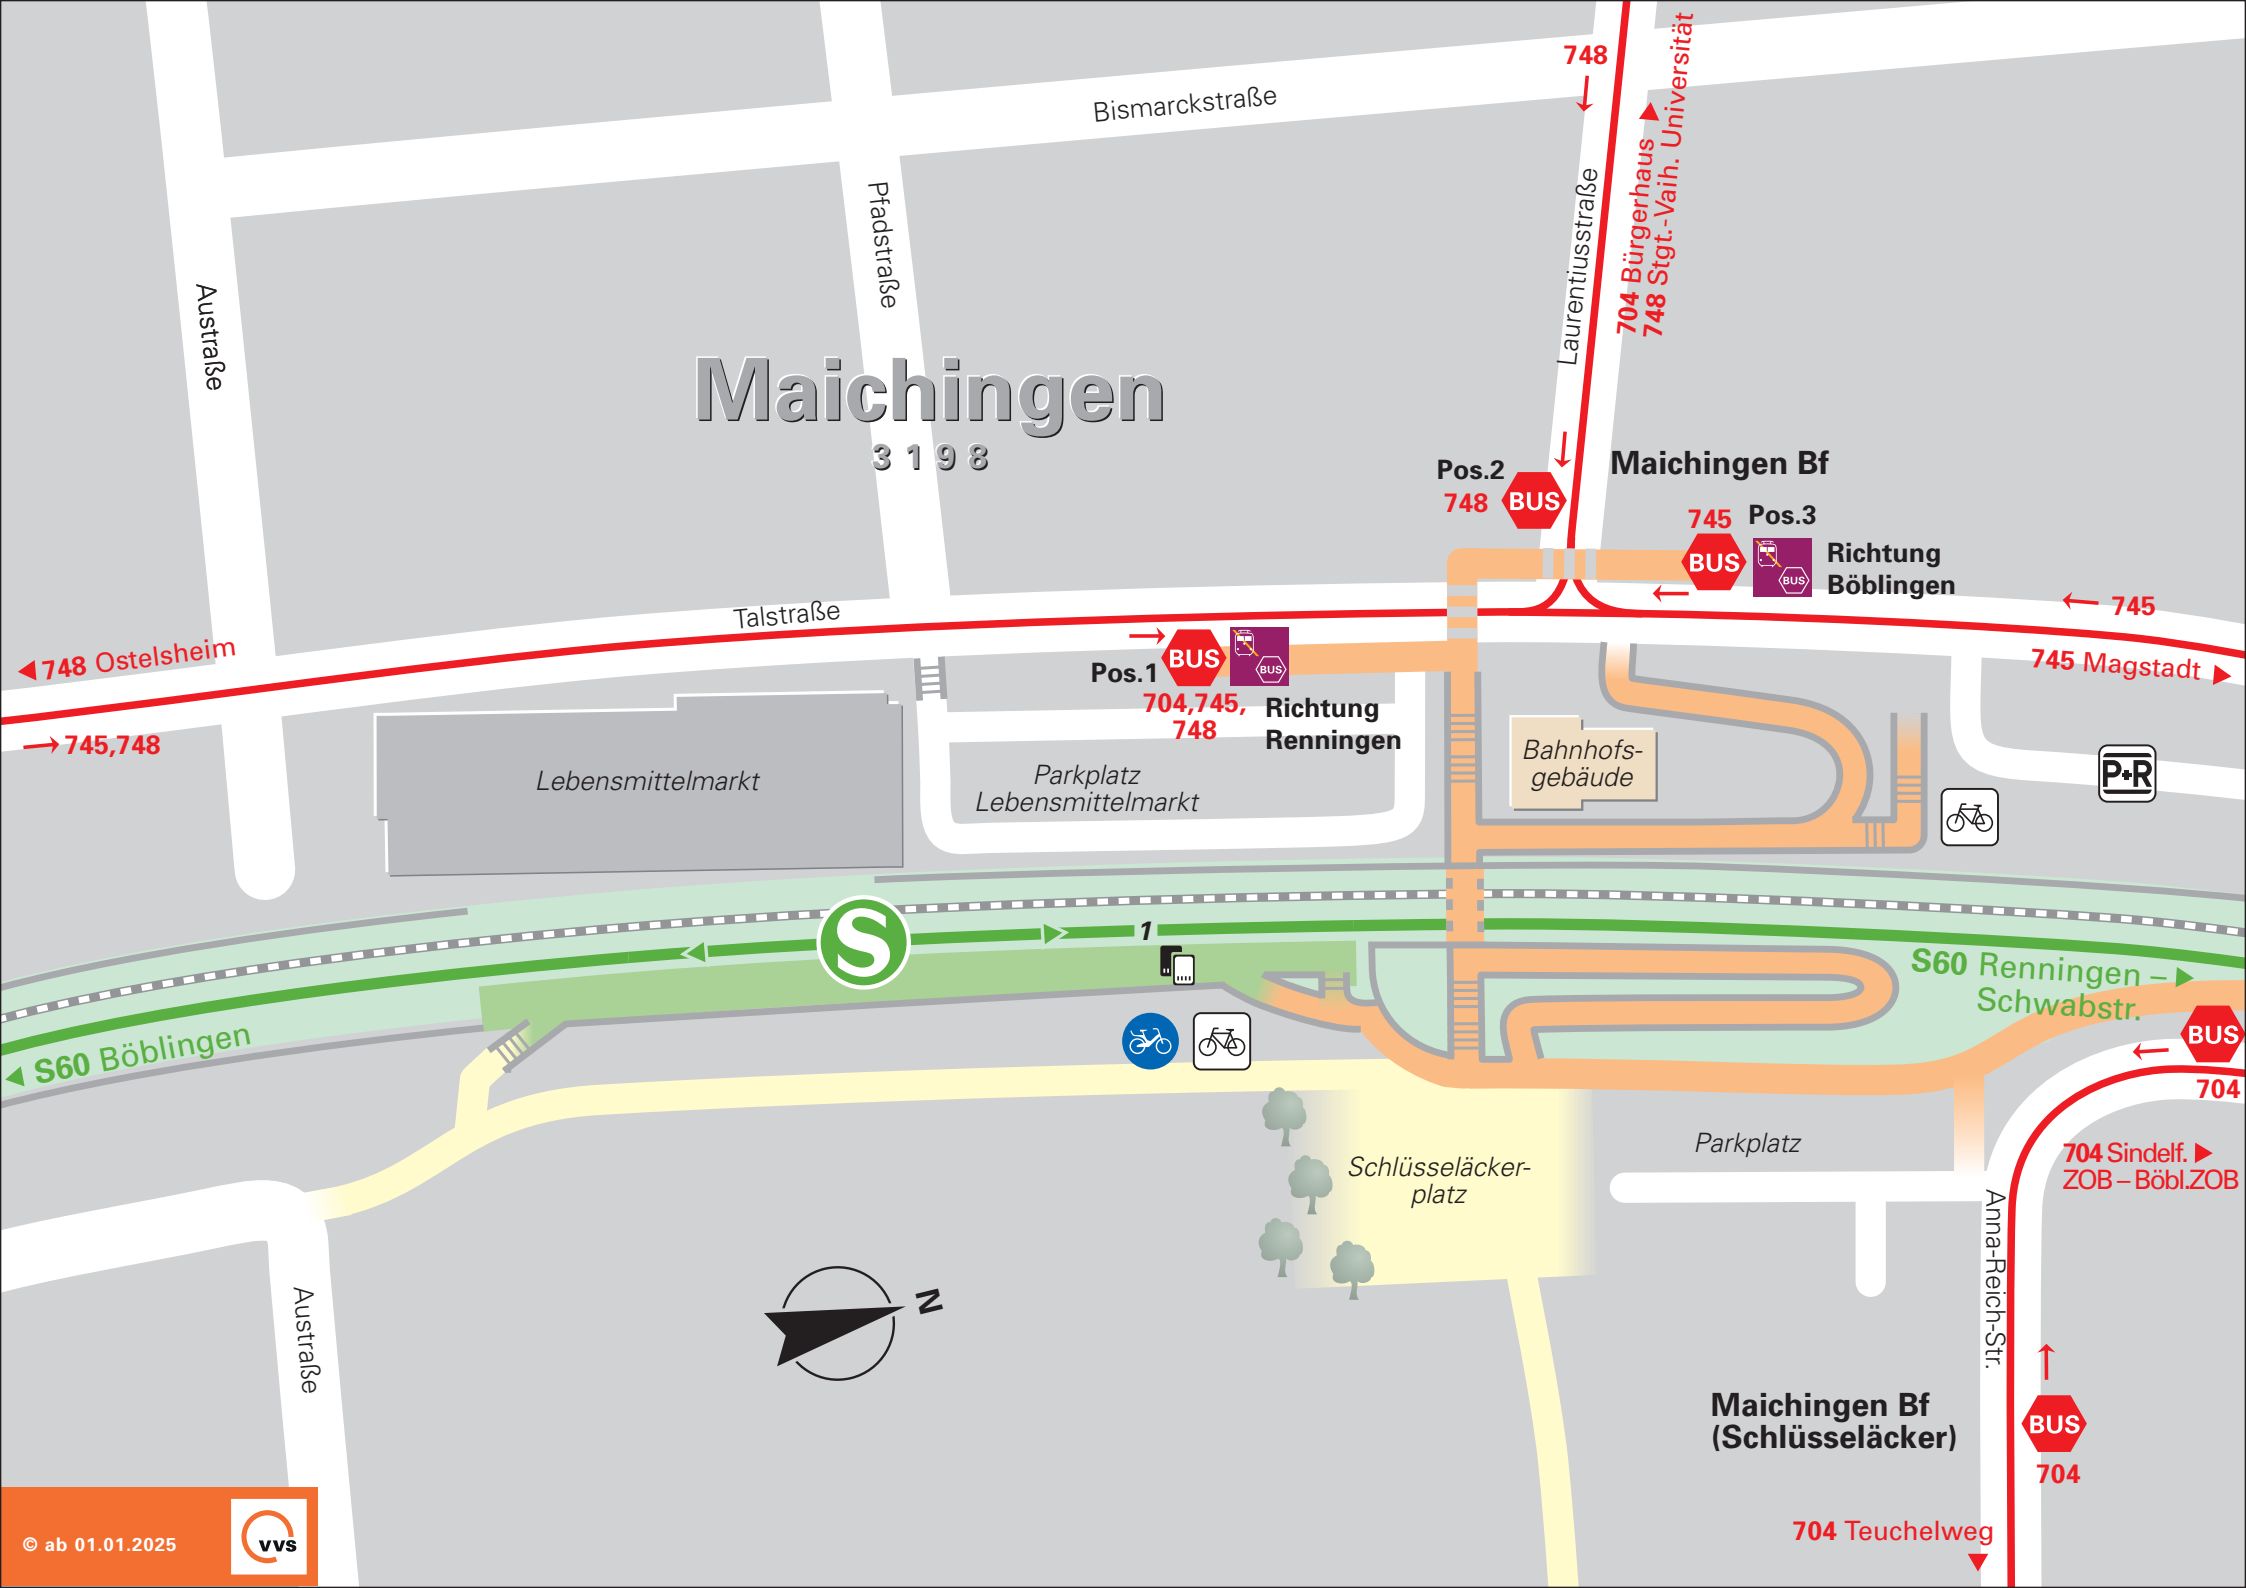 748
704 Bürgerhaus
748 Stgt.-Vaih. Universität
Bismarckstraße
Laurentiusstraße
Pfadstraße
Austraße
Maichingen
3198
Pos.2
748
BUS
Maichingen Bf
745 Pos.3
BUS
BUS
Richtung
Böblingen
745
745 Magstadt
Talstraße
748 Ostelsheim
745,748
Pos.1
BUS
BUS
704,745,
748
Richtung
Renningen
Lebensmittelmarkt
Parkplatz
Lebensmittelmarkt
Bahnhofs-
gebäude
P+R
S
1
S60 Renningen –
Schwabstr.
S60 Böblingen
BUS
704
704 Sindelf.
ZOB – Böbl.ZOB
Parkplatz
Schlüsseläcker-
platz
Anna-Reich-Str.
Austraße
N
Maichingen Bf
(Schlüsseläcker)
BUS
704
704 Teuchelweg
© ab 01.01.2025
vvs